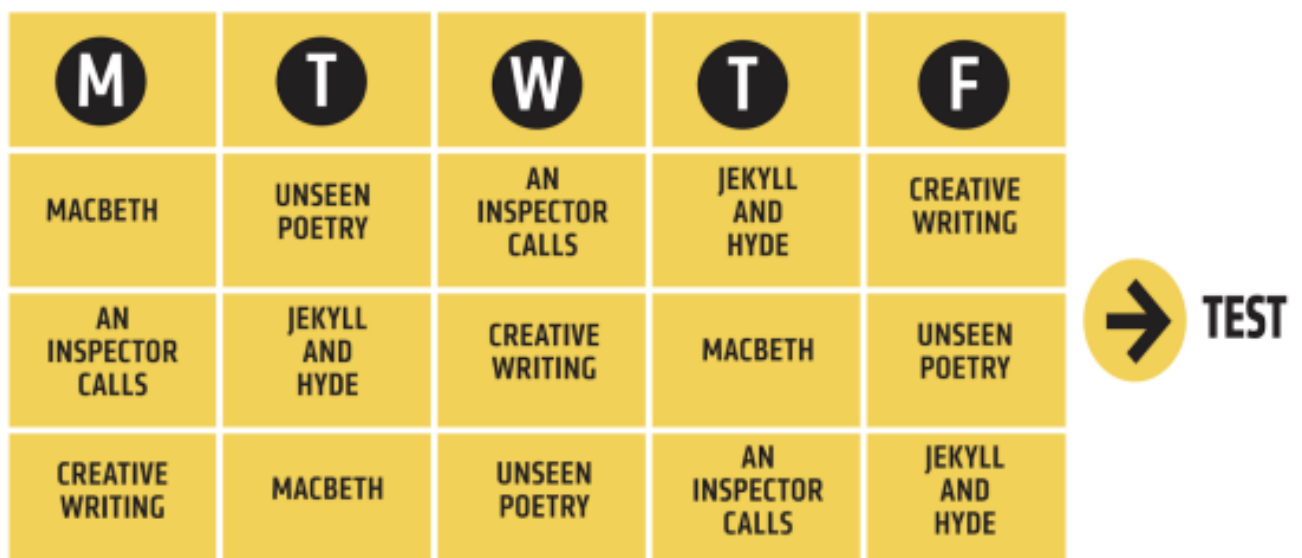 M T W T F
MACBETH
UNSEEN
POETRY
AN
INSPECTOR
CALLS
JEKYLL
AND
HYDE
CREATIVE
WRITING
AN
INSPECTOR
CALLS
JEKYLL
AND
HYDE
CREATIVE
WRITING
MACBETH
UNSEEN
POETRY
TEST
CREATIVE
WRITING
MACBETH
UNSEEN
POETRY
AN
INSPECTOR
CALLS
JEKYLL
AND
HYDE